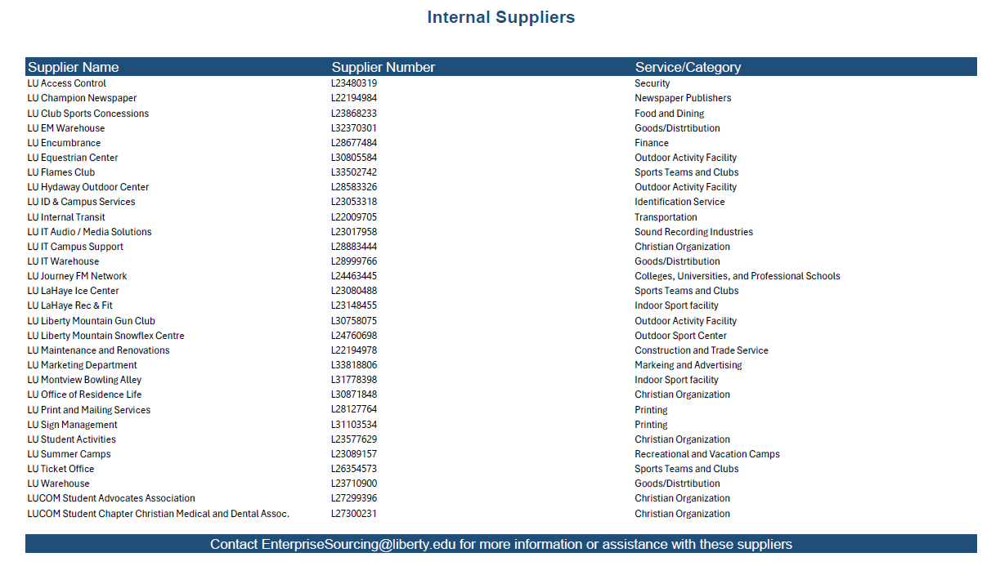 Internal Suppliers
Supplier Name Supplier Number Service/Category
LU Access Control L23480319 Security
LU Champion Newspaper L22194984 Newspaper Publishers
LU Club Sports Concessions L23868233 Food and Dining
LU EM Warehouse L32370301 Goods/Distrtibution
LU Encumbrance L28677484 Finance
LU Equestrian Center L30805584 Outdoor Activity Facility
LU Flames Club L33502742 Sports Teams and Clubs
LU Hydaway Outdoor Center L28583326 Outdoor Activity Facility
LU ID & Campus Services L23053318 Identification Service
LU Internal Transit L22009705 Transportation
LU IT Audio / Media Solutions L23017958 Sound Recording Industries
LU IT Campus Support L28883444 Christian Organization
LU IT Warehouse L28999766 Goods/Distrtibution
LU Journey FM Network L24463445 Colleges, Universities, and Professional Schools
LU LaHaye Ice Center L23080488 Sports Teams and Clubs
LU LaHaye Rec & Fit L23148455 Indoor Sport facility
LU Liberty Mountain Gun Club L30758075 Outdoor Activity Facility
LU Liberty Mountain Snowflex Centre L24760698 Outdoor Sport Center
LU Maintenance and Renovations L22194978 Construction and Trade Service
LU Marketing Department L33818806 Markeing and Advertising
LU Montview Bowling Alley L31778398 Indoor Sport facility
LU Office of Residence Life L30871848 Christian Organization
LU Print and Mailing Services L28127764 Printing
LU Sign Management L31103534 Printing
LU Student Activities L23577629 Christian Organization
LU Summer Camps L23089157 Recreational and Vacation Camps
LU Ticket Office L26354573 Sports Teams and Clubs
LU Warehouse L23710900 Goods/Distrtibution
LUCOM Student Advocates Association L27299396 Christian Organization
LUCOM Student Chapter Christian Medical and Dental Assoc. L27300231 Christian Organization
Contact EnterpriseSourcing@liberty.edu for more information or assistance with these suppliers